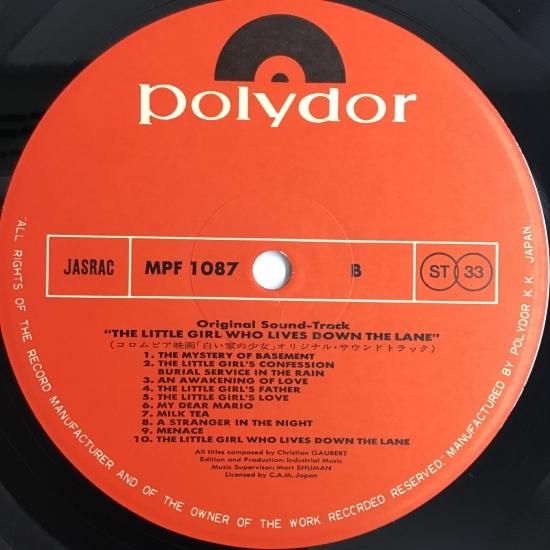 polydor
JASRAC MPF 1087 B ST 33
Original Sound-Track
"THE LITTLE GIRL WHO LIVES DOWN THE LANE"
(コロムビア映画「白い家の少女」オリジナル・サウンドトラック)
1. THE MYSTERY OF BASEMENT
2. THE LITTLE GIRL'S CONFESSION
BURIAL SERVICE IN THE RAIN
3. AN AWAKENING OF LOVE
4. THE LITTLE GIRL'S FATHER
5. THE LITTLE GIRL'S LOVE
6. MY DEAR MARIO
7. MILK TEA
8. A STRANGER IN THE NIGHT
9. MENACE
10. THE LITTLE GIRL WHO LIVES DOWN THE LANE
All titles composed by Christian GAUBERT
Edition and Production: Industrial Music
Music Supervisor: Mort SHUMAN
Licensed by C.A.M. Japan
"ALL RIGHTS OF THE RECORD MANUFACTURER AND OF THE OWNER OF THE WORK RECORDED RESERVED." MANUFACTURED BY POLYDOR K.K. JAPAN.